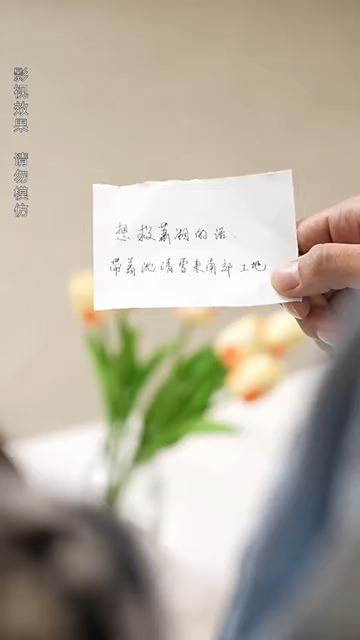 影视效果 请勿模仿
想救萧湘的话.
带着沈清雪来南郊工地